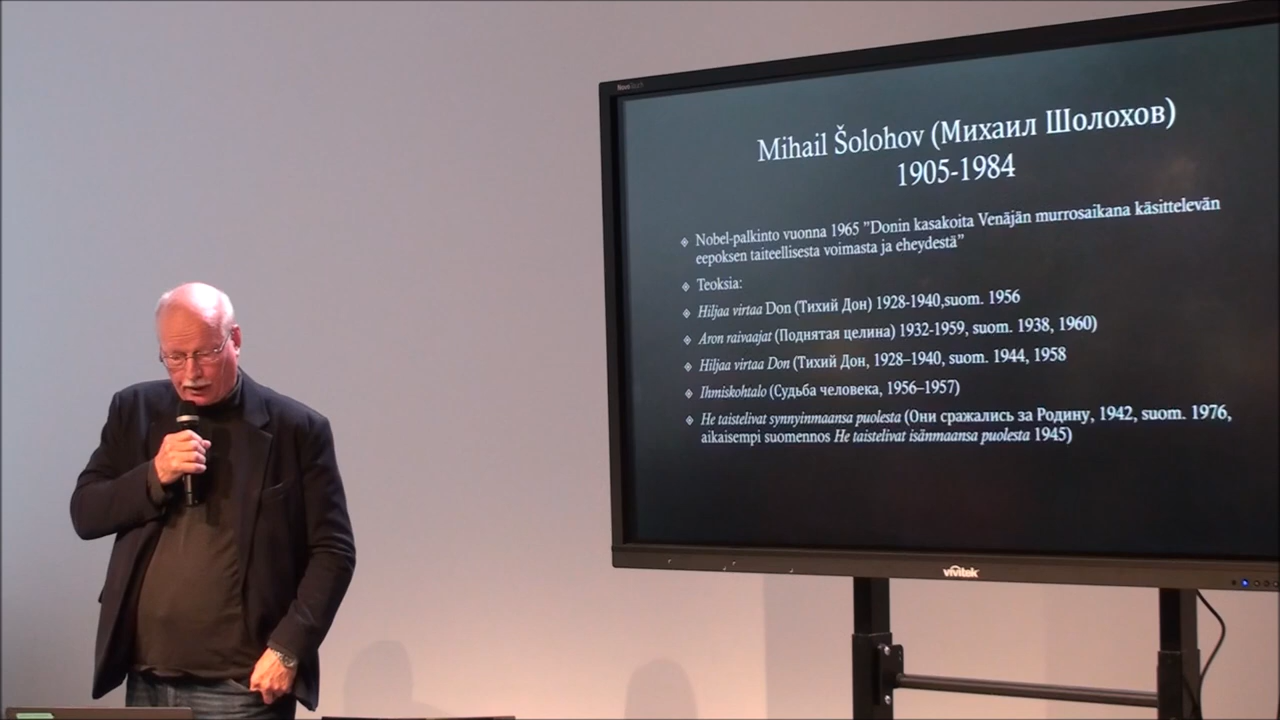 Mihail Šolohov (Михаил Шолохов)
1905-1984
Nobel-palkinto vuonna 1965 ”Donin kasakoita Venäjän murrosaikana käsittelevän
eepoksen taiteellisesta voimasta ja eheydestä”
Teoksia:
Hiljaa virtaa Don (Тихий Дон) 1928-1940,suom. 1956
Aron raivaajat (Поднятая целина) 1932-1959, suom. 1938, 1960)
Hiljaa virtaa Don (Тихий Дон, 1928–1940, suom. 1944, 1958
Ihmiskohtalo (Судьба человека, 1956–1957)
He taistelivat synnyinmaansa puolesta (Они сражались за Родину, 1942, suom. 1976,
aikaisempi suomennos He taistelivat isänmaansa puolesta 1945)
vivitek